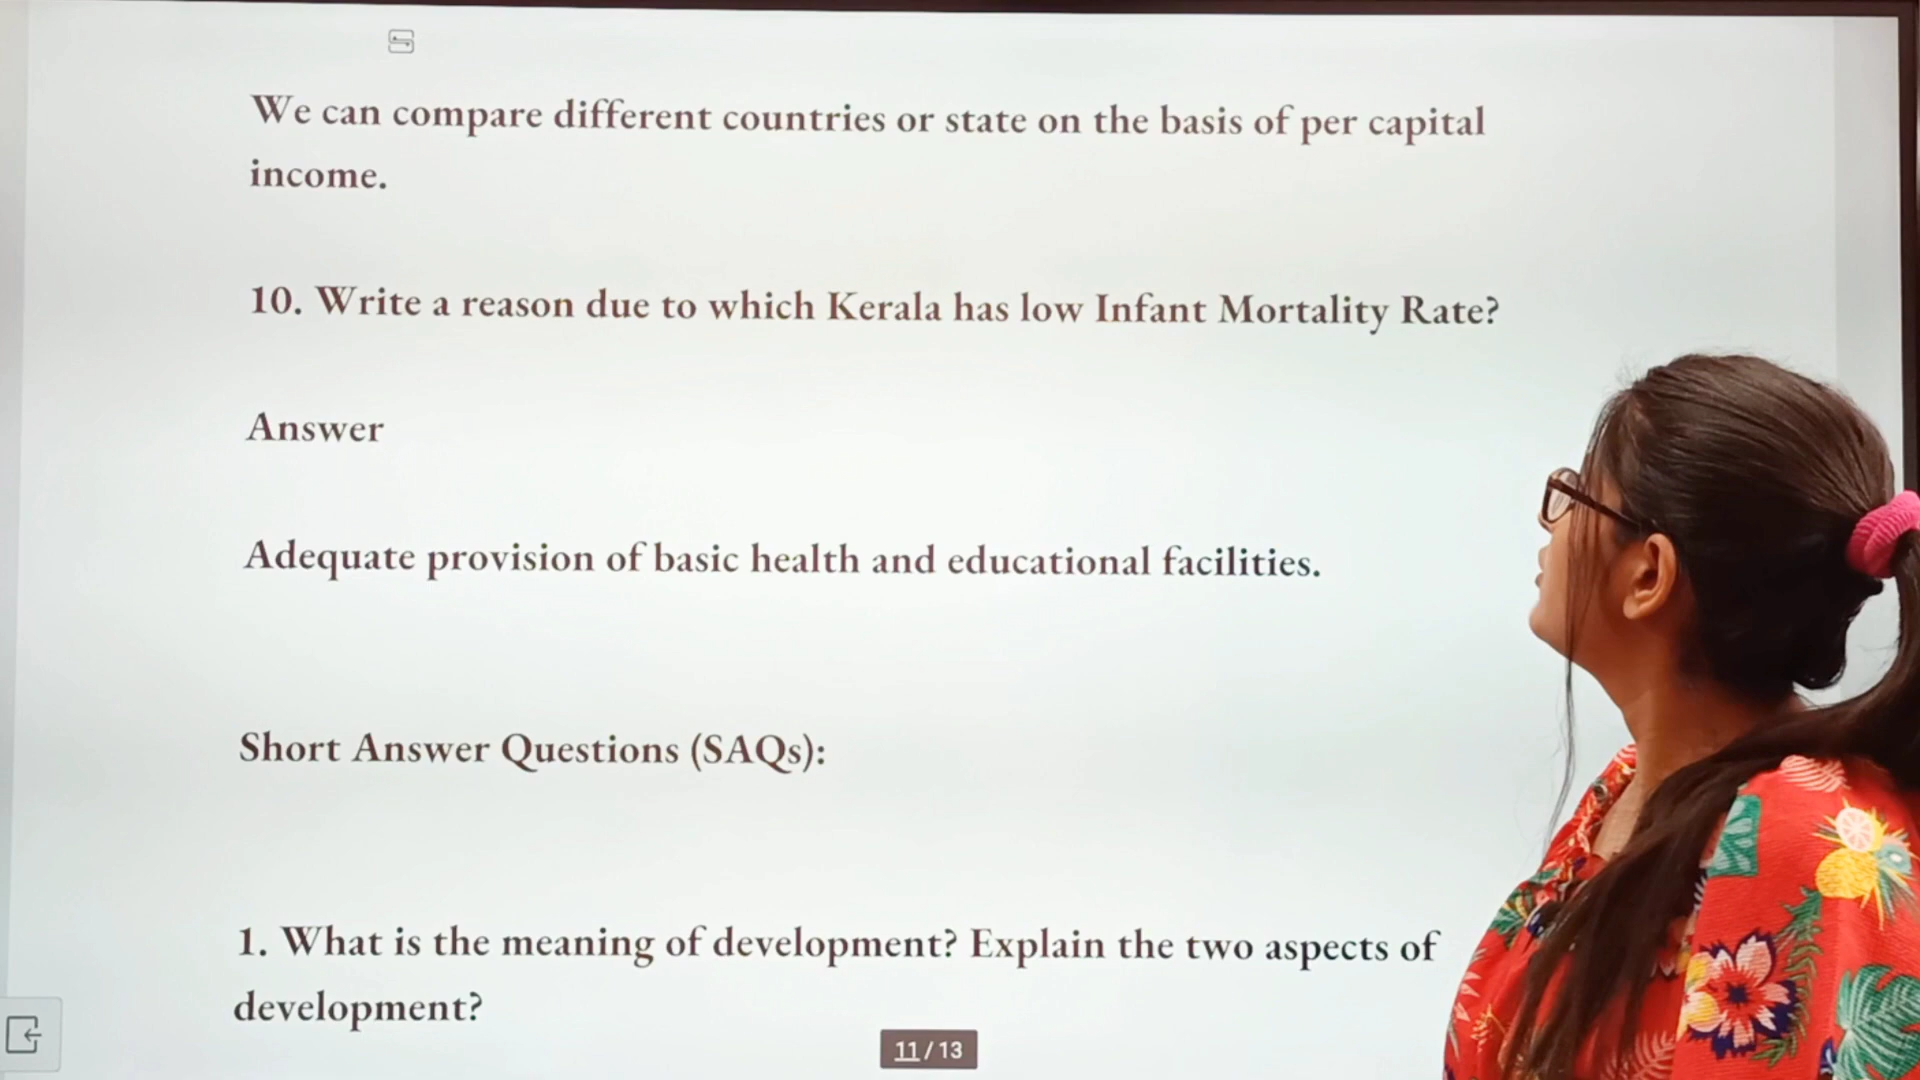 We can compare different countries or state on the basis of per capital
income.
10. Write a reason due to which Kerala has low Infant Mortality Rate?
Answer
Adequate provision of basic health and educational facilities.
Short Answer Questions (SAQs):
1. What is the meaning of development? Explain the two aspects of
development?
11 / 13